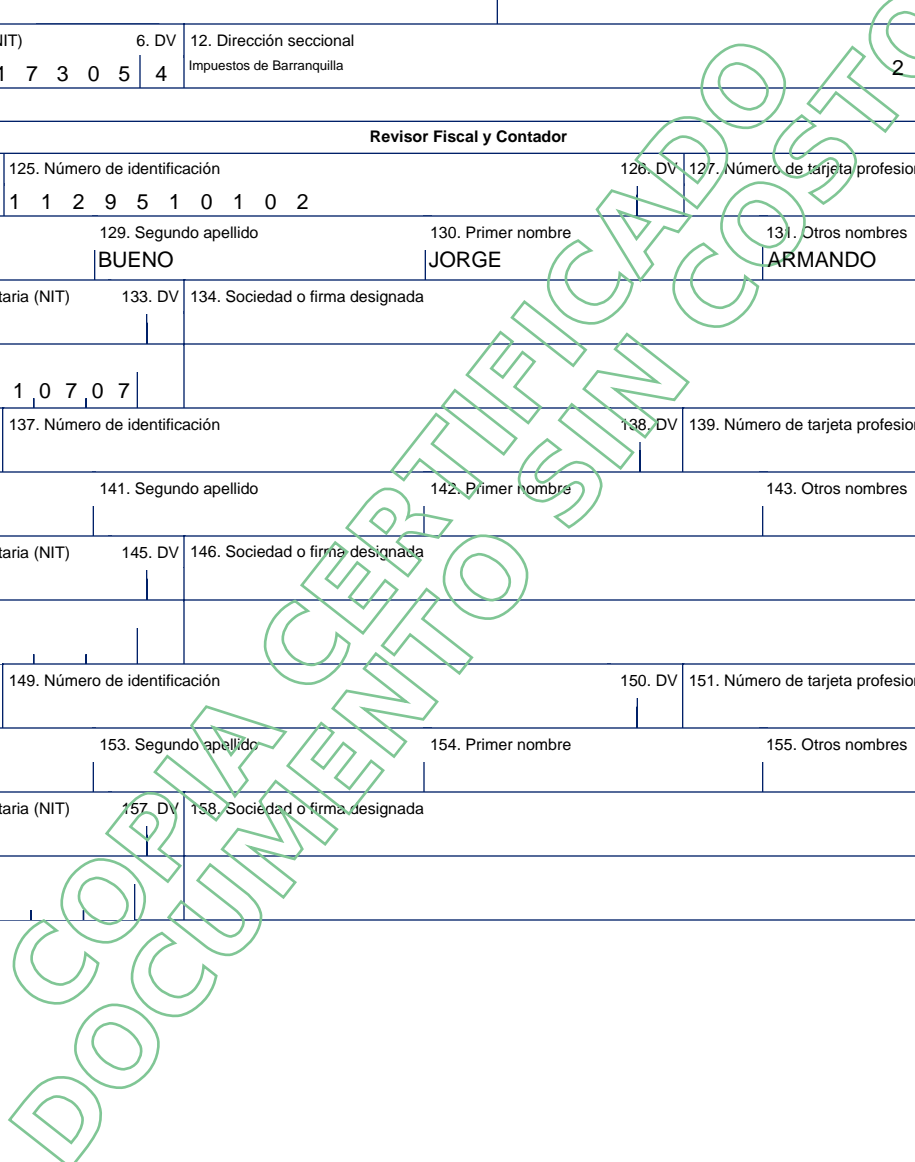 NIT) 6. DV 12. Dirección seccional
1 7 3 0 5 4 Impuestos de Barranquilla 2
Revisor Fiscal y Contador
125. Número de identificación 126. DV 127. Número de tarjeta profesion
1 1 2 9 5 1 0 1 0 2
129. Segundo apellido 130. Primer nombre 131. Otros nombres
BUENO JORGE ARMANDO
taria (NIT) 133. DV 134. Sociedad o firma designada
1 0 7 0 7
137. Número de identificación 138. DV 139. Número de tarjeta profesion
141. Segundo apellido 142. Primer nombre 143. Otros nombres
taria (NIT) 145. DV 146. Sociedad o firma designada
149. Número de identificación 150. DV 151. Número de tarjeta profesion
153. Segundo apellido 154. Primer nombre 155. Otros nombres
taria (NIT) 157. DV 158. Sociedad o firma designada
COPIA CERTIFICADO
DOCUMENTO SIN COSTO